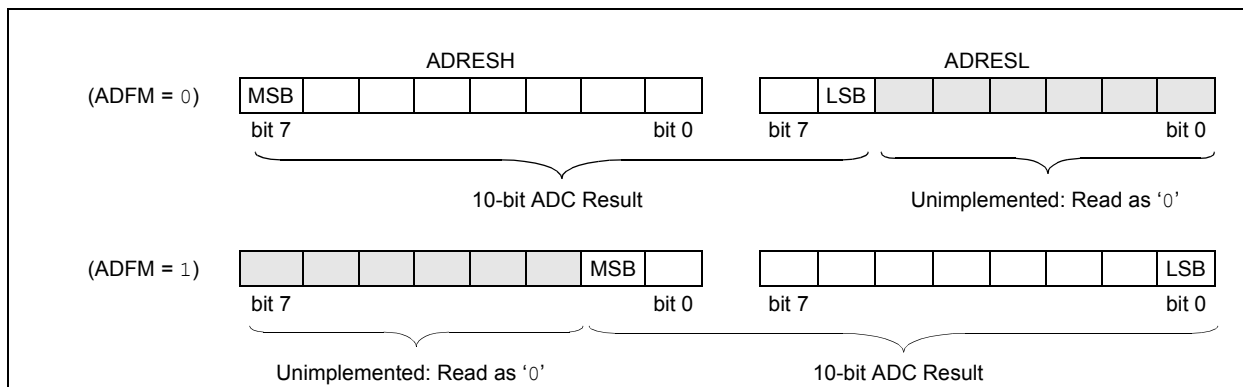 ADRESH ADRESL
(ADFM = 0) MSB LSB
bit 7 bit 0 bit 7 bit 0
10-bit ADC Result Unimplemented: Read as ‘0’
(ADFM = 1) MSB LSB
bit 7 bit 0 bit 7 bit 0
Unimplemented: Read as ‘0’ 10-bit ADC Result